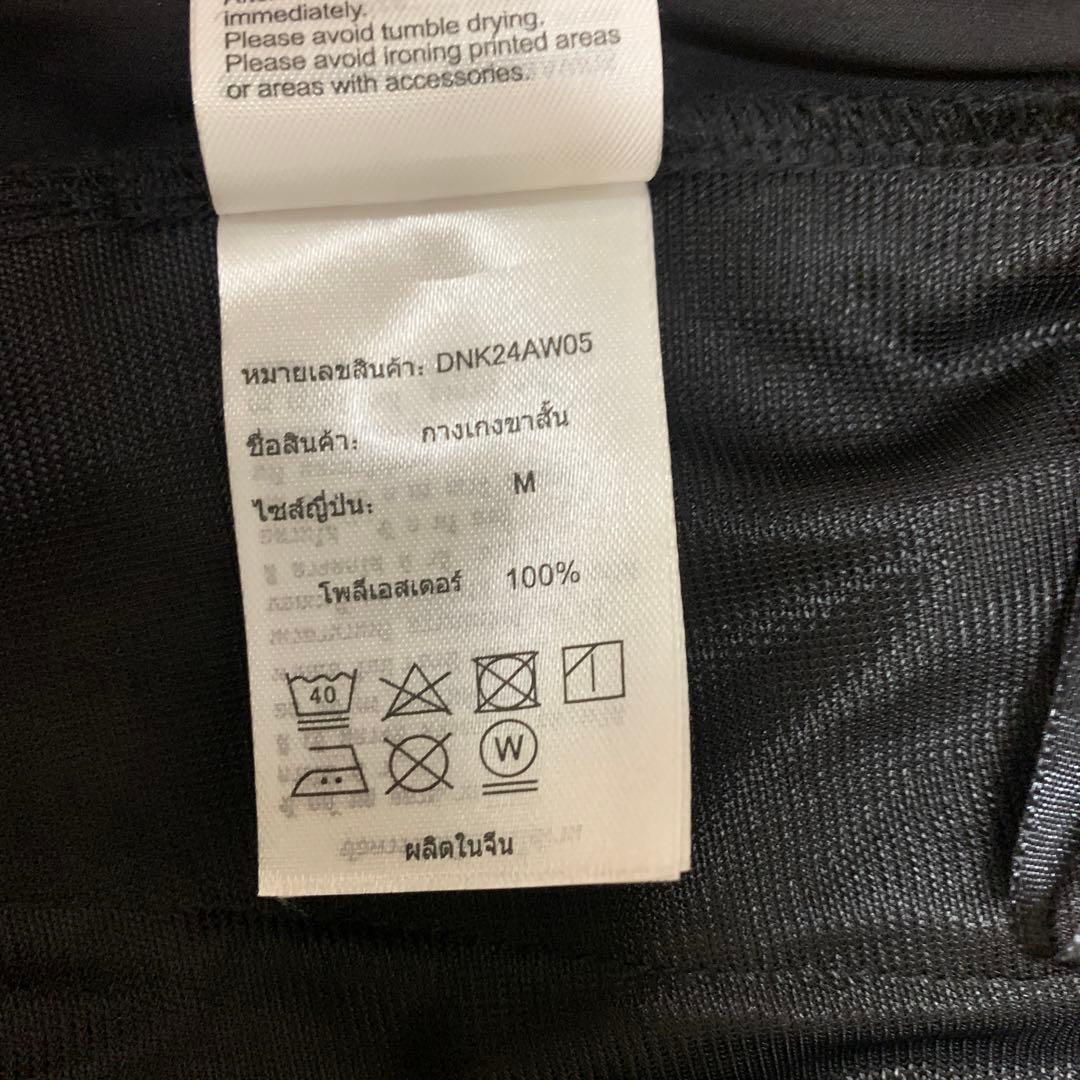 immediately.
Please avoid tumble drying.
Please avoid ironing printed areas
or areas with accessories.
หมายเลขสินค้า: DNK24AW05
ชื่อสินค้า: กางเกงขาสั้น
ไซส์ญี่ปุ่น: M
โพลีเอสเตอร์ 100%
40
W
ผลิตในจีน